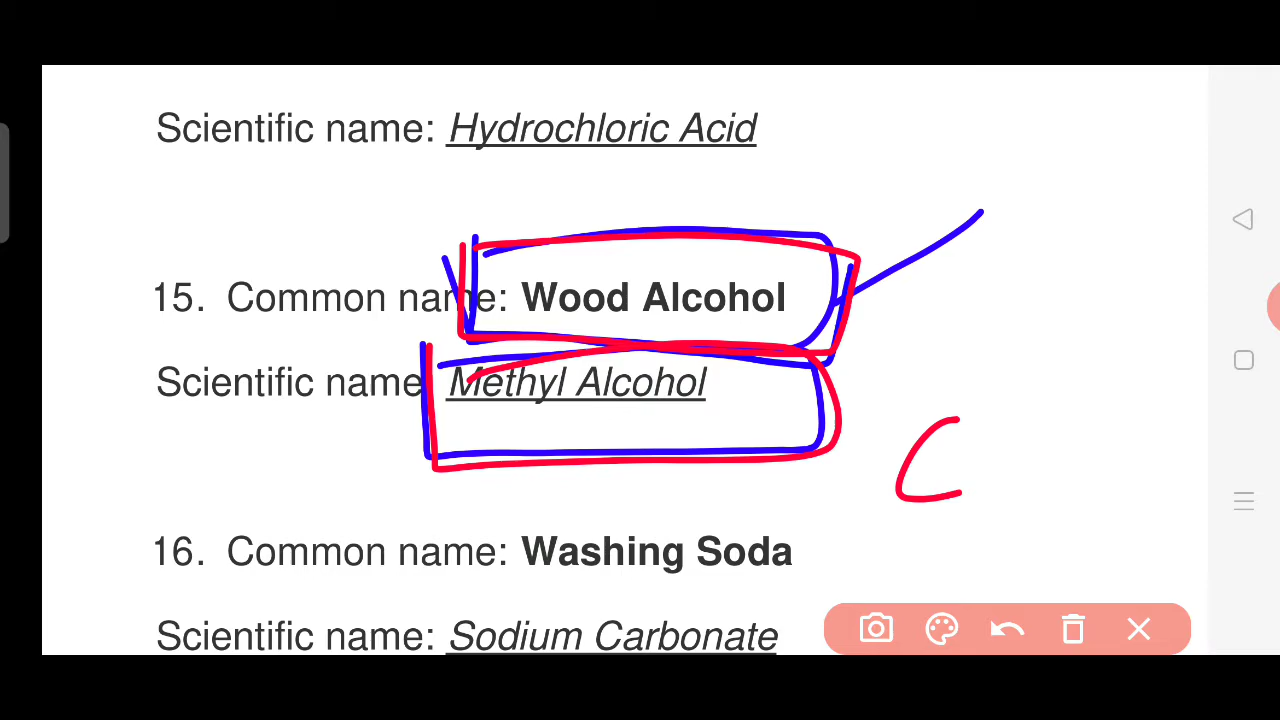 Scientific name: Hydrochloric Acid
15. Common name: Wood Alcohol
Scientific name: Methyl Alcohol
C
16. Common name: Washing Soda
Scientific name: Sodium Carbonate